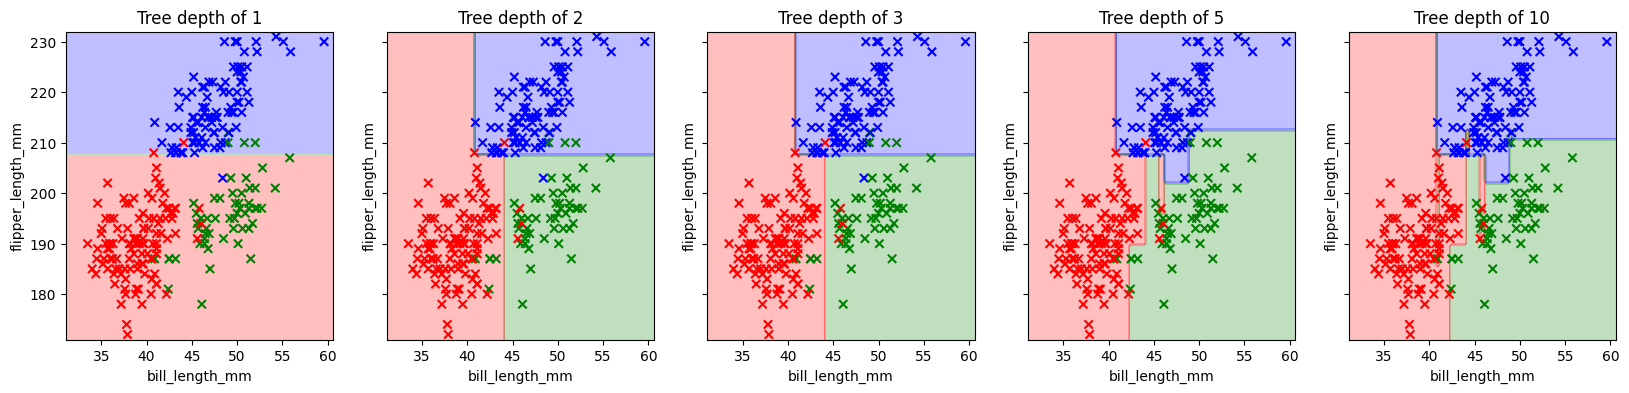 Tree depth of 1
Tree depth of 2
Tree depth of 3
Tree depth of 5
Tree depth of 10
230
220
210
200
190
180
flipper_length_mm
flipper_length_mm
flipper_length_mm
flipper_length_mm
flipper_length_mm
35 40 45 50 55 60
35 40 45 50 55 60
35 40 45 50 55 60
35 40 45 50 55 60
35 40 45 50 55 60
bill_length_mm
bill_length_mm
bill_length_mm
bill_length_mm
bill_length_mm